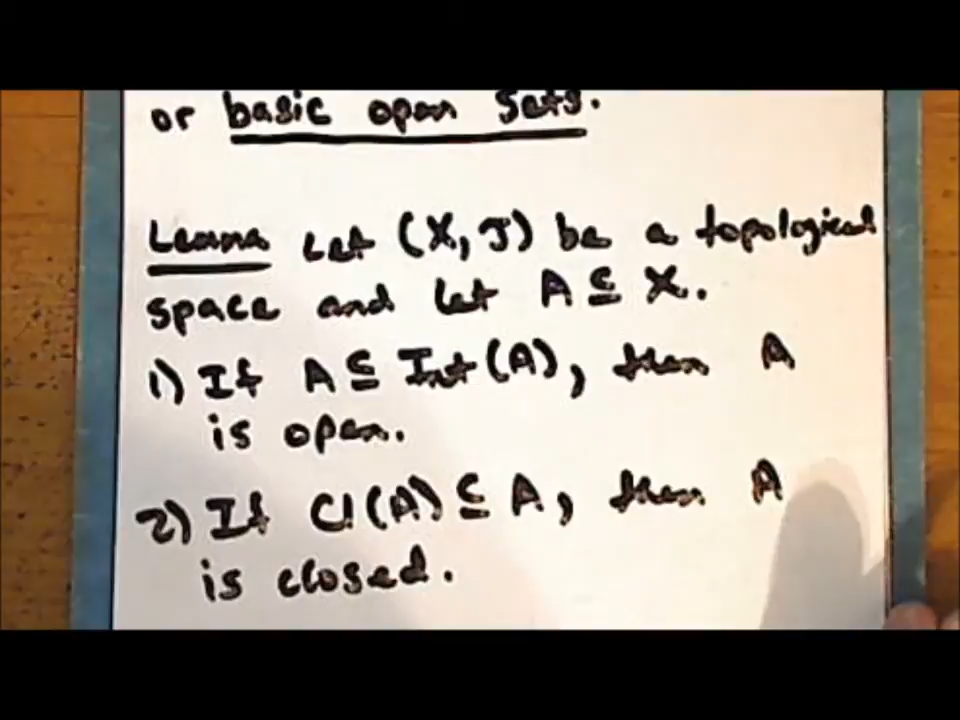 or basic open sets.
Lemma Let (X, J) be a topological
space and let A ⊆ X.
1) If A ⊆ Int(A), then A
is open.
2) If Cl(A) ⊆ A, then A
is closed.